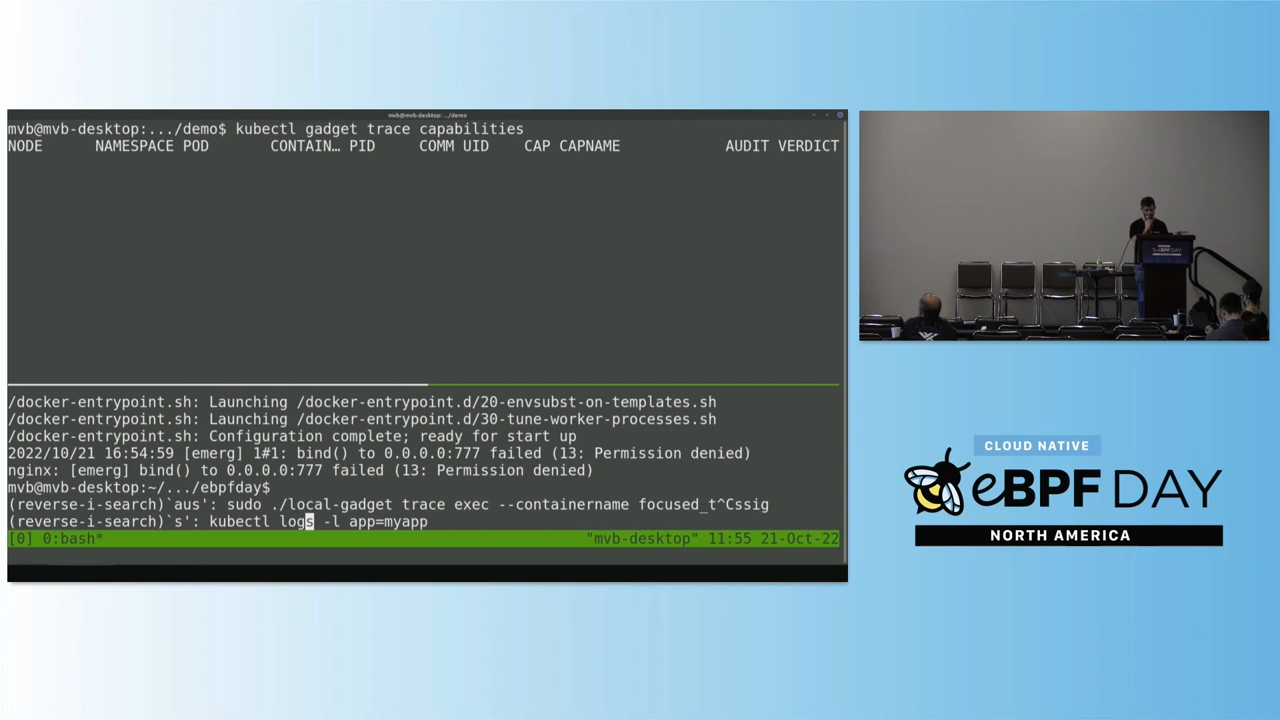 mvb@mvb-desktop: .../demo
mvb@mvb-desktop:.../demo$ kubectl gadget trace capabilities
NODE NAMESPACE POD CONTAIN… PID COMM UID CAP CAPNAME AUDIT VERDICT
/docker-entrypoint.sh: Launching /docker-entrypoint.d/20-envsubst-on-templates.sh
/docker-entrypoint.sh: Launching /docker-entrypoint.d/30-tune-worker-processes.sh
/docker-entrypoint.sh: Configuration complete; ready for start up
2022/10/21 16:54:59 [emerg] 1#1: bind() to 0.0.0.0:777 failed (13: Permission denied)
nginx: [emerg] bind() to 0.0.0.0:777 failed (13: Permission denied)
mvb@mvb-desktop:~/.../ebpfday$
(reverse-i-search)`aus': sudo ./local-gadget trace exec --containername focused_t^Cssig
(reverse-i-search)`s': kubectl logs -l app=myapp
[0] 0:bash* "mvb-desktop" 11:55 21-Oct-22
eBPF DAY
CLOUD NATIVE
eBPF DAY
NORTH AMERICA